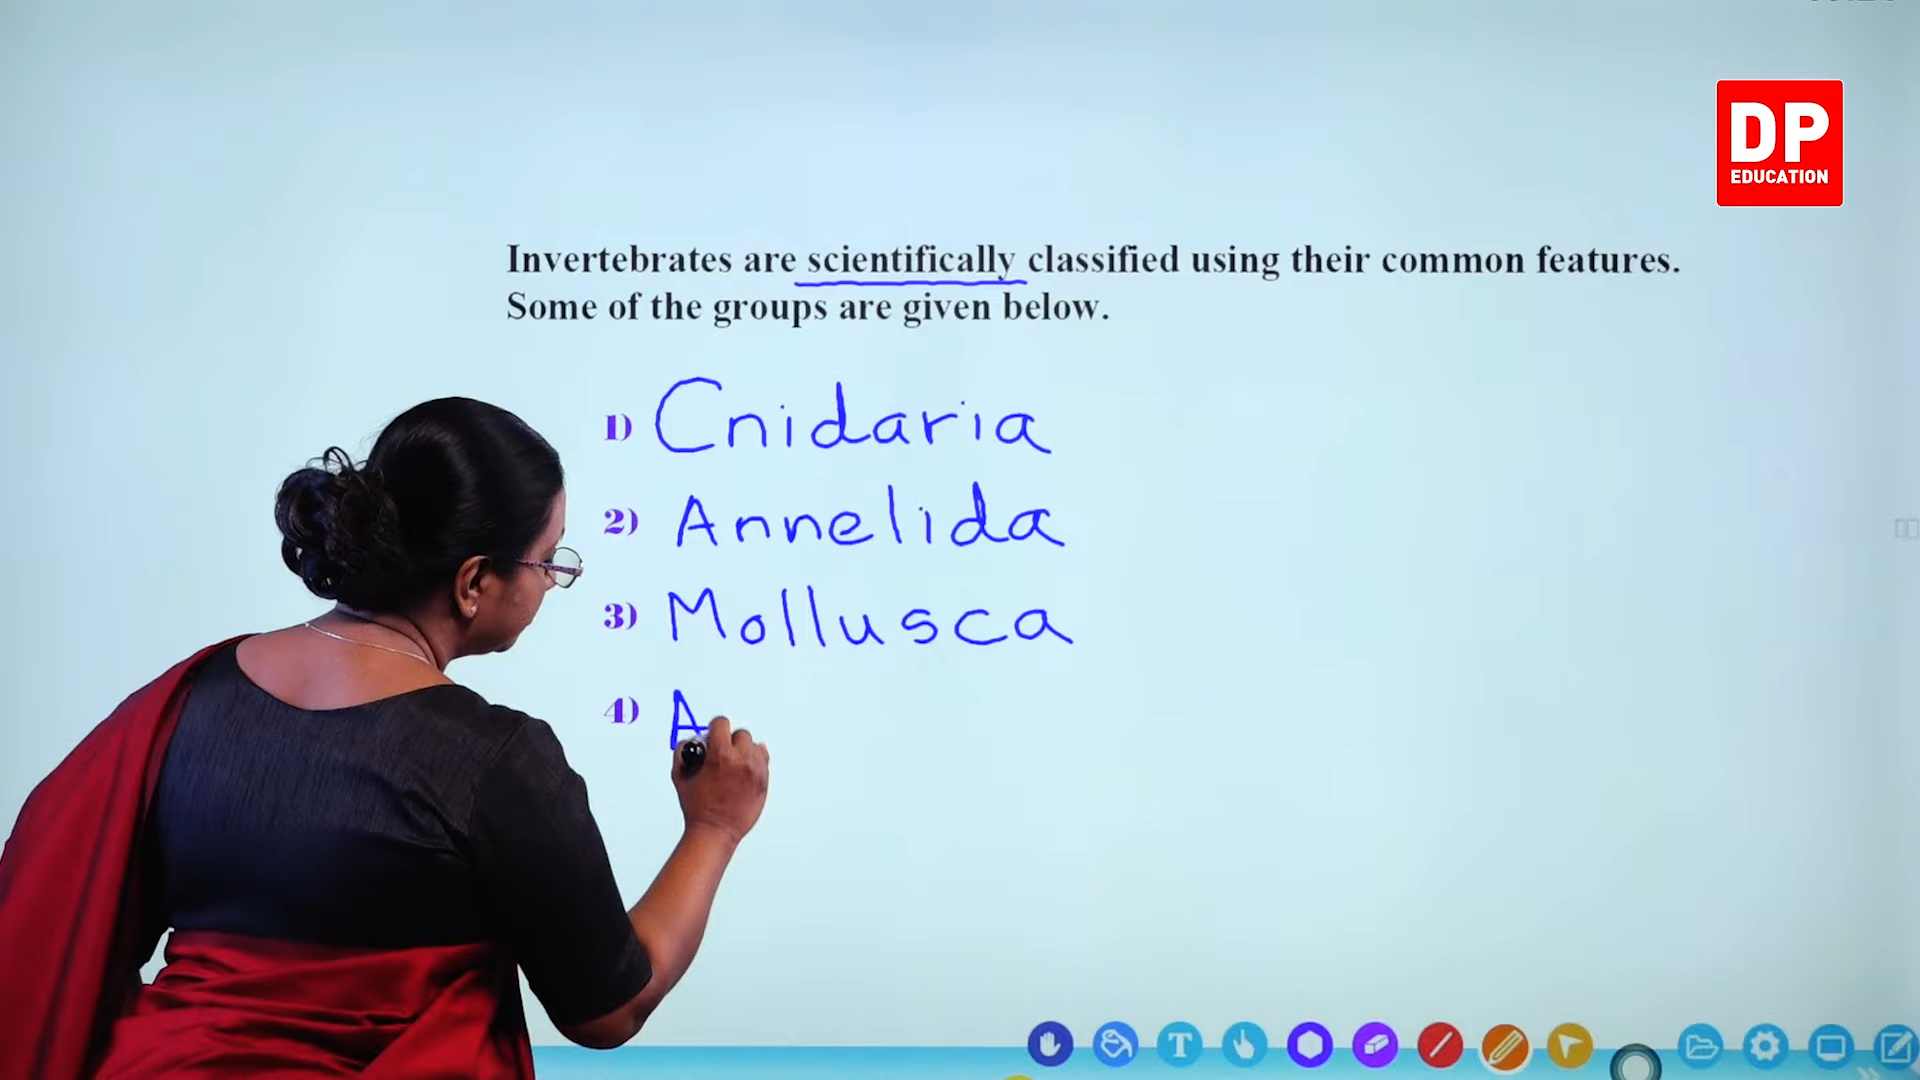 DP
EDUCATION
Invertebrates are scientifically classified using their common features.
Some of the groups are given below.
1) Cnidaria
2) Annelida
3) Mollusca
4) A
T